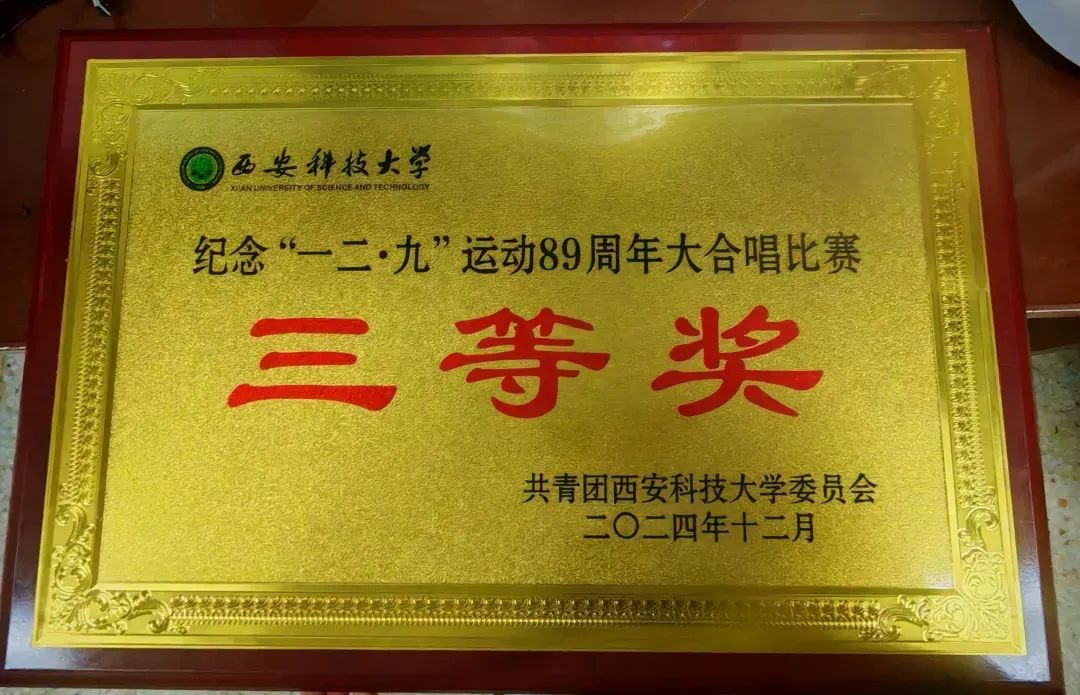 西安科技大学
XI'AN UNIVERSITY OF SCIENCE AND TECHNOLOGY
纪念“一二·九”运动89周年大合唱比赛
三等奖
共青团西安科技大学委员会
二〇二四年十二月